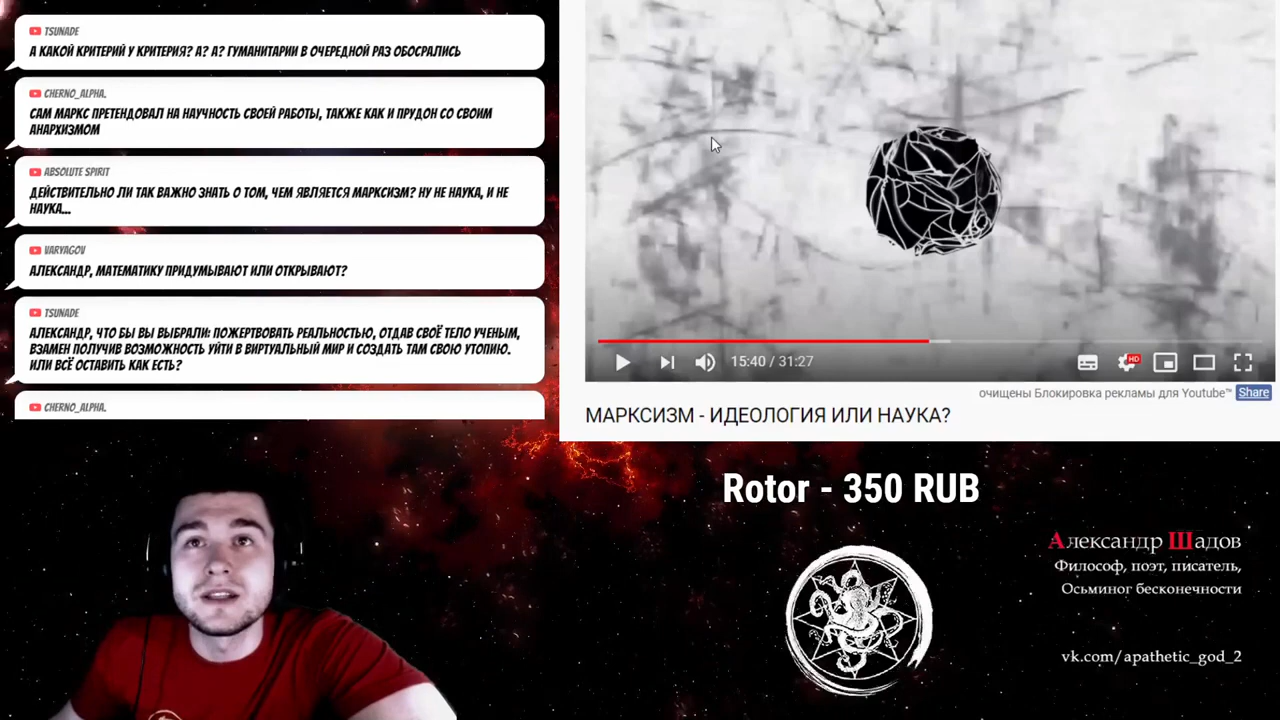 TSUNADE
А КАКОЙ КРИТЕРИЙ У КРИТЕРИЯ? А? А? ГУМАНИТАРИИ В ОЧЕРЕДНОЙ РАЗ ОБОСРАЛИСЬ
CHERNO_ALPHA.
САМ МАРКС ПРЕТЕНДОВАЛ НА НАУЧНОСТЬ СВОЕЙ РАБОТЫ, ТАКЖЕ КАК И ПРУДОН СО СВОИМ
АНАРХИЗМОМ
ABSOLUTE SPIRIT
ДЕЙСТВИТЕЛЬНО ЛИ ТАК ВАЖНО ЗНАТЬ О ТОМ, ЧЕМ ЯВЛЯЕТСЯ МАРКСИЗМ? НУ НЕ НАУКА, И НЕ
НАУКА...
VARYAGOV
АЛЕКСАНДР, МАТЕМАТИКУ ПРИДУМЫВАЮТ ИЛИ ОТКРЫВАЮТ?
TSUNADE
АЛЕКСАНДР, ЧТО БЫ ВЫ ВЫБРАЛИ: ПОЖЕРТВОВАТЬ РЕАЛЬНОСТЬЮ, ОТДАВ СВОЁ ТЕЛО УЧЕНЫМ,
ВЗАМЕН ПОЛУЧИВ ВОЗМОЖНОСТЬ УЙТИ В ВИРТУАЛЬНЫЙ МИР И СОЗДАТЬ ТАМ СВОЮ УТОПИЮ.
ИЛИ ВСЁ ОСТАВИТЬ КАК ЕСТЬ?
CHERNO_ALPHA.
15:40 / 31:27
HD
очищены Блокировка рекламы для Youtube™ Share
МАРКСИЗМ - ИДЕОЛОГИЯ ИЛИ НАУКА?
Rotor - 350 RUB
Александр Шадов
Философ, поэт, писатель,
Осьминог бесконечности
vk.com/apathetic_god_2